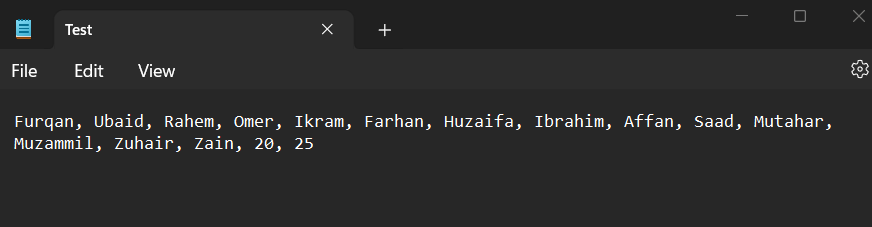 Test
File Edit View
Furqan, Ubaid, Rahem, Omer, Ikram, Farhan, Huzaifa, Ibrahim, Affan, Saad, Mutahar,
Muzammil, Zuhair, Zain, 20, 25